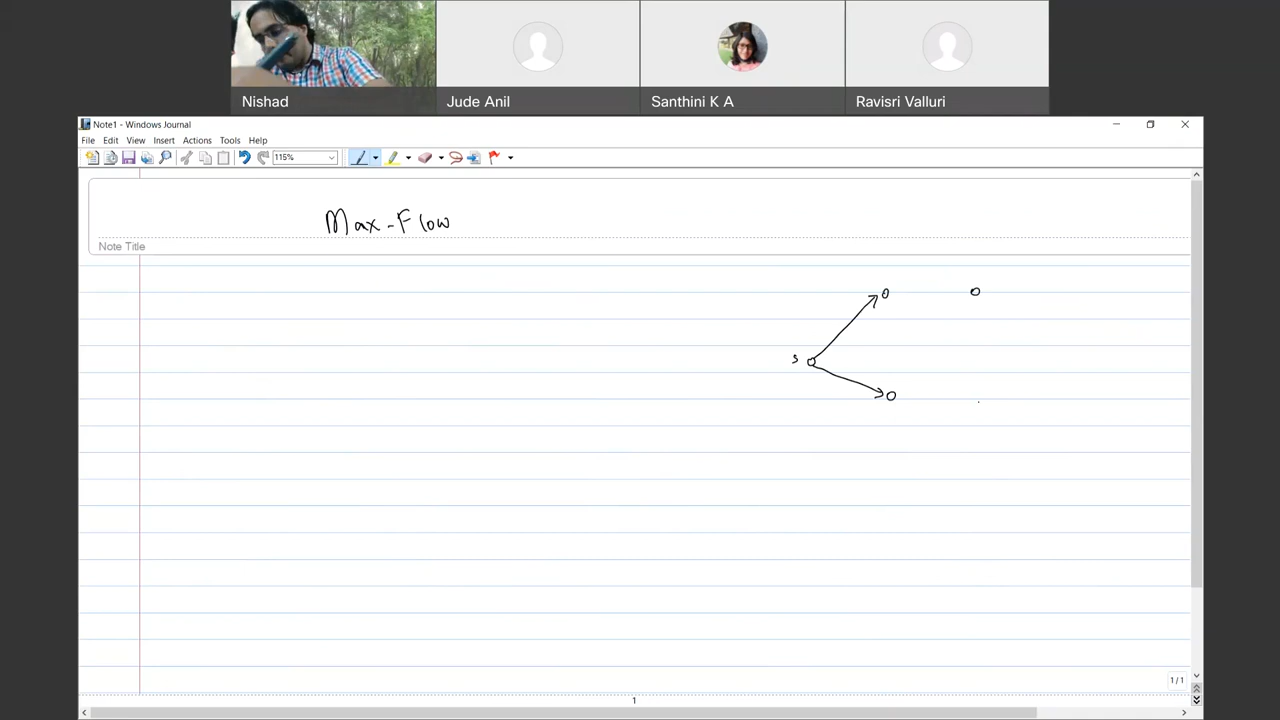 Nishad
Jude Anil
Santhini K A
Ravisri Valluri
Note1 - Windows Journal
File Edit View Insert Actions Tools Help
115%
Max-Flow
Note Title
s
1/1
1